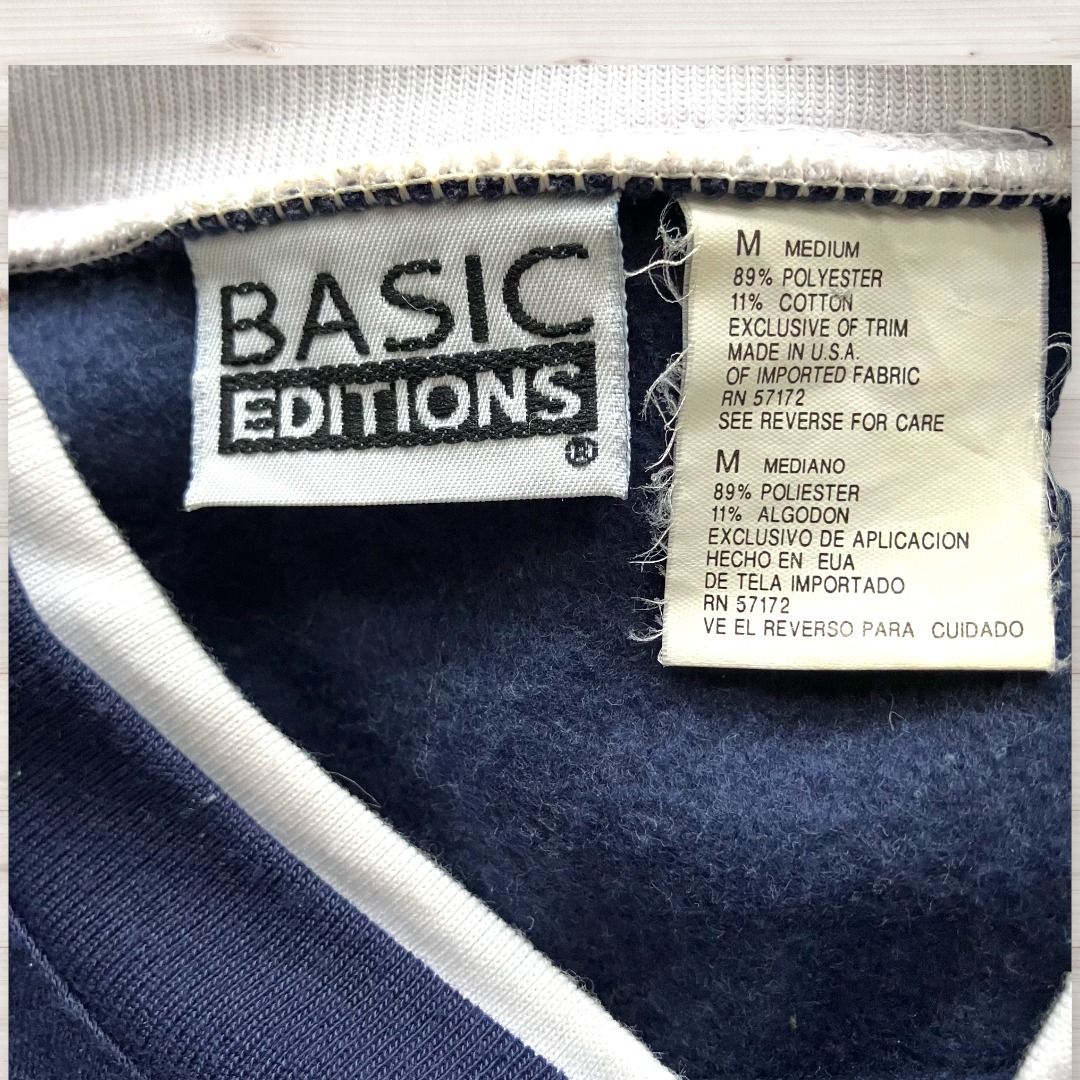 BASIC
EDITIONS
®
M MEDIUM
89% POLYESTER
11% COTTON
EXCLUSIVE OF TRIM
MADE IN U.S.A.
OF IMPORTED FABRIC
RN 57172
SEE REVERSE FOR CARE
M MEDIANO
89% POLIESTER
11% ALGODON
EXCLUSIVO DE APLICACION
HECHO EN EUA
DE TELA IMPORTADO
RN 57172
VE EL REVERSO PARA CUIDADO